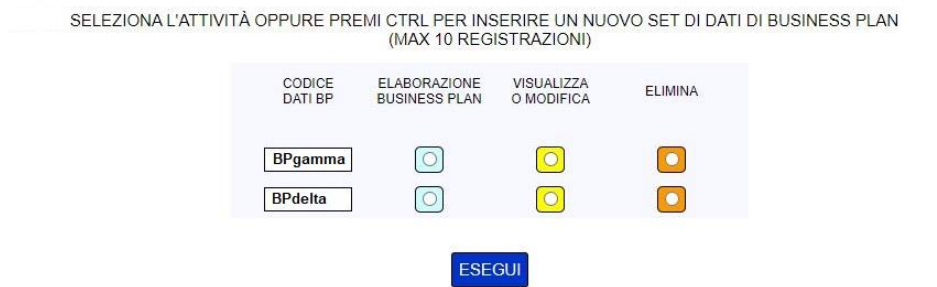 SELEZIONA L'ATTIVITÀ OPPURE PREMI CTRL PER INSERIRE UN NUOVO SET DI DATI DI BUSINESS PLAN
(MAX 10 REGISTRAZIONI)
CODICE DATI BP
ELABORAZIONE BUSINESS PLAN
VISUALIZZA O MODIFICA
ELIMINA
BPgamma
BPdelta
ESEGUI